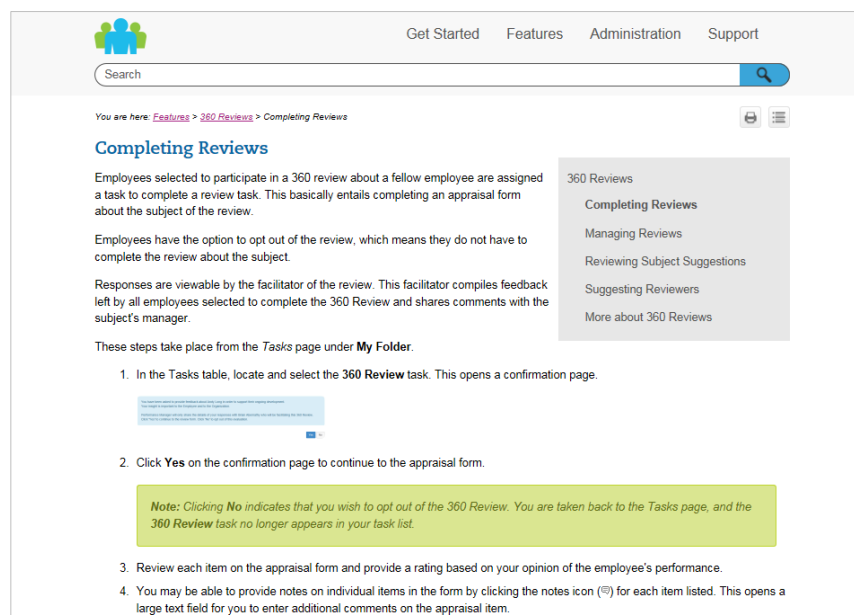 Get Started Features Administration Support
Search
You are here: Features > 360 Reviews > Completing Reviews
Completing Reviews
Employees selected to participate in a 360 review about a fellow employee are assigned
a task to complete a review task. This basically entails completing an appraisal form
about the subject of the review.
Employees have the option to opt out of the review, which means they do not have to
complete the review about the subject.
Responses are viewable by the facilitator of the review. This facilitator compiles feedback
left by all employees selected to complete the 360 Review and shares comments with the
subject's manager.
360 Reviews
Completing Reviews
Managing Reviews
Reviewing Subject Suggestions
Suggesting Reviewers
More about 360 Reviews
These steps take place from the Tasks page under My Folder.
1. In the Tasks table, locate and select the 360 Review task. This opens a confirmation page.
2. Click Yes on the confirmation page to continue to the appraisal form.
Note: Clicking No indicates that you wish to opt out of the 360 Review. You are taken back to the Tasks page, and the
360 Review task no longer appears in your task list.
3. Review each item on the appraisal form and provide a rating based on your opinion of the employee's performance.
4. You may be able to provide notes on individual items in the form by clicking the notes icon () for each item listed. This opens a
large text field for you to enter additional comments on the appraisal item.